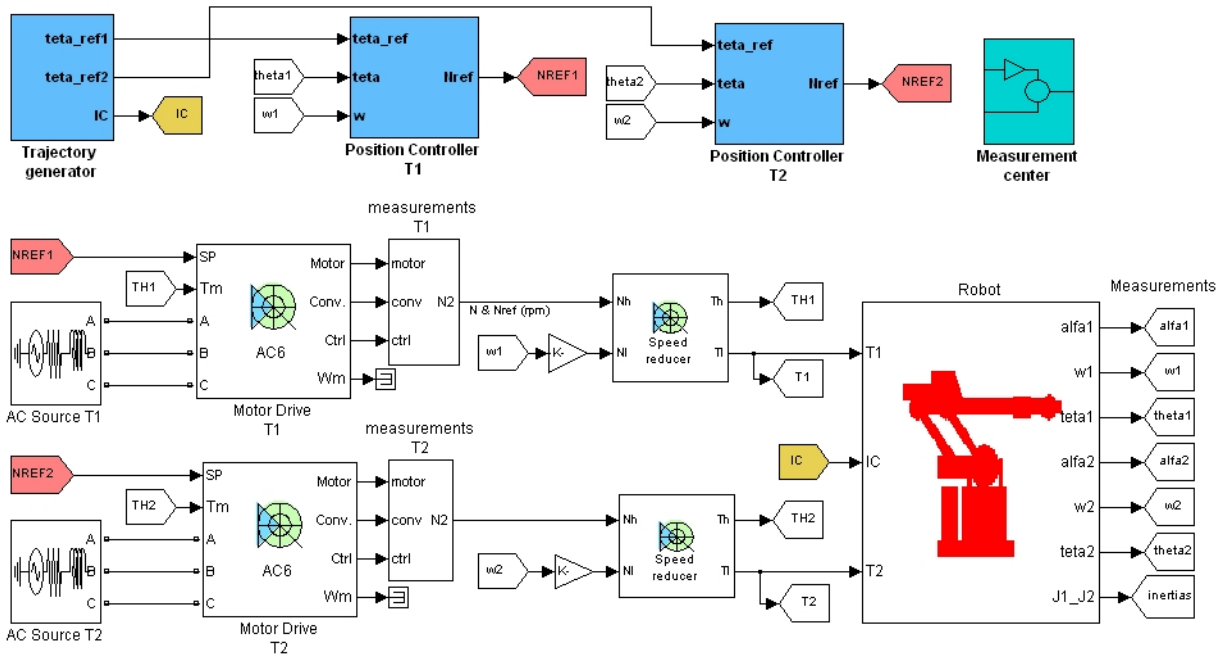 teta_ref1
teta_ref2
IC
Trajectory
generator
IC
teta_ref
teta
w
Nref
theta1
w1
Position Controller
T1
NREF1
teta_ref
teta
w
Nref
theta2
w2
Position Controller
T2
NREF2
Measurement
center
NREF1
TH1
A
B
C
AC Source T1
SP
Tm
A
B
C
Motor
Conv.
Ctrl
Wm
AC6
Motor Drive
T1
measurements
T1
motor
conv
ctrl
N2
N & Nref (rpm)
w1
K-
Nh
Nl
Th
Tl
Speed
reducer
TH1
T1
NREF2
TH2
A
B
C
AC Source T2
SP
Tm
A
B
C
Motor
Conv.
Ctrl
Wm
AC6
Motor Drive
T2
measurements
T2
motor
conv
ctrl
N2
w2
K-
Nh
Nl
Th
Tl
Speed
reducer
TH2
T2
IC
Robot
T1
IC
T2
alfa1
w1
teta1
alfa2
w2
teta2
J1_J2
Measurements
alfa1
w1
theta1
alfa2
w2
theta2
inertias